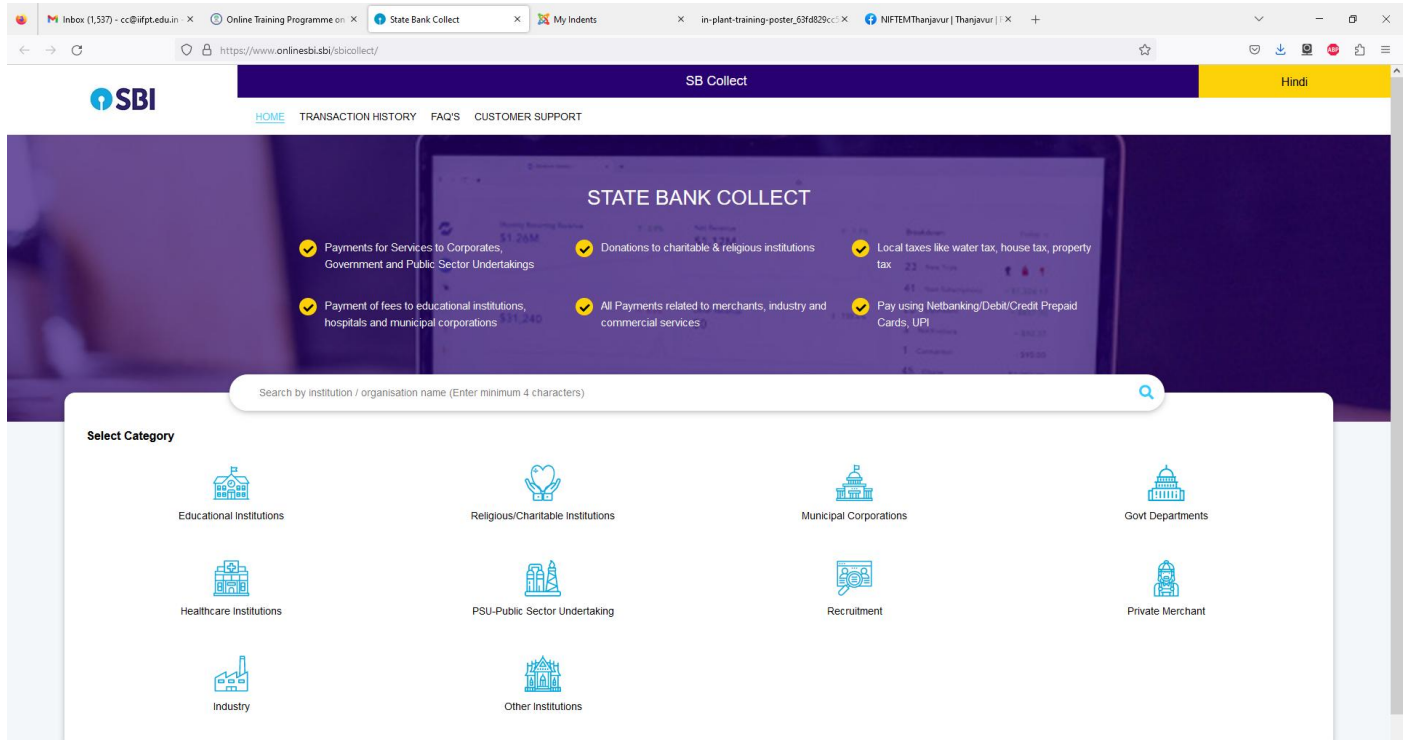 Inbox (1,537) - cc@iifpt.edu.in -
Online Training Programme on
State Bank Collect
My Indents
in-plant-training-poster_63fd829cc
NIFTEMThanjavur | Thanjavur |
https://www.onlinesbi.sbi/sbicollect/
ABP
SBI
SB Collect
Hindi
HOME TRANSACTION HISTORY FAQ'S CUSTOMER SUPPORT
STATE BANK COLLECT
Payments for Services to Corporates,
Government and Public Sector Undertakings
Donations to charitable & religious institutions
Local taxes like water tax, house tax, property
tax
Payment of fees to educational institutions,
hospitals and municipal corporations
All Payments related to merchants, industry and
commercial services
Pay using Netbanking/Debit/Credit Prepaid
Cards, UPI
$1.26M
$31,240
Search by institution / organisation name (Enter minimum 4 characters)
Select Category
Educational Institutions
Religious/Charitable Institutions
Municipal Corporations
Govt Departments
Healthcare Institutions
PSU-Public Sector Undertaking
Recruitment
Private Merchant
Industry
Other Institutions